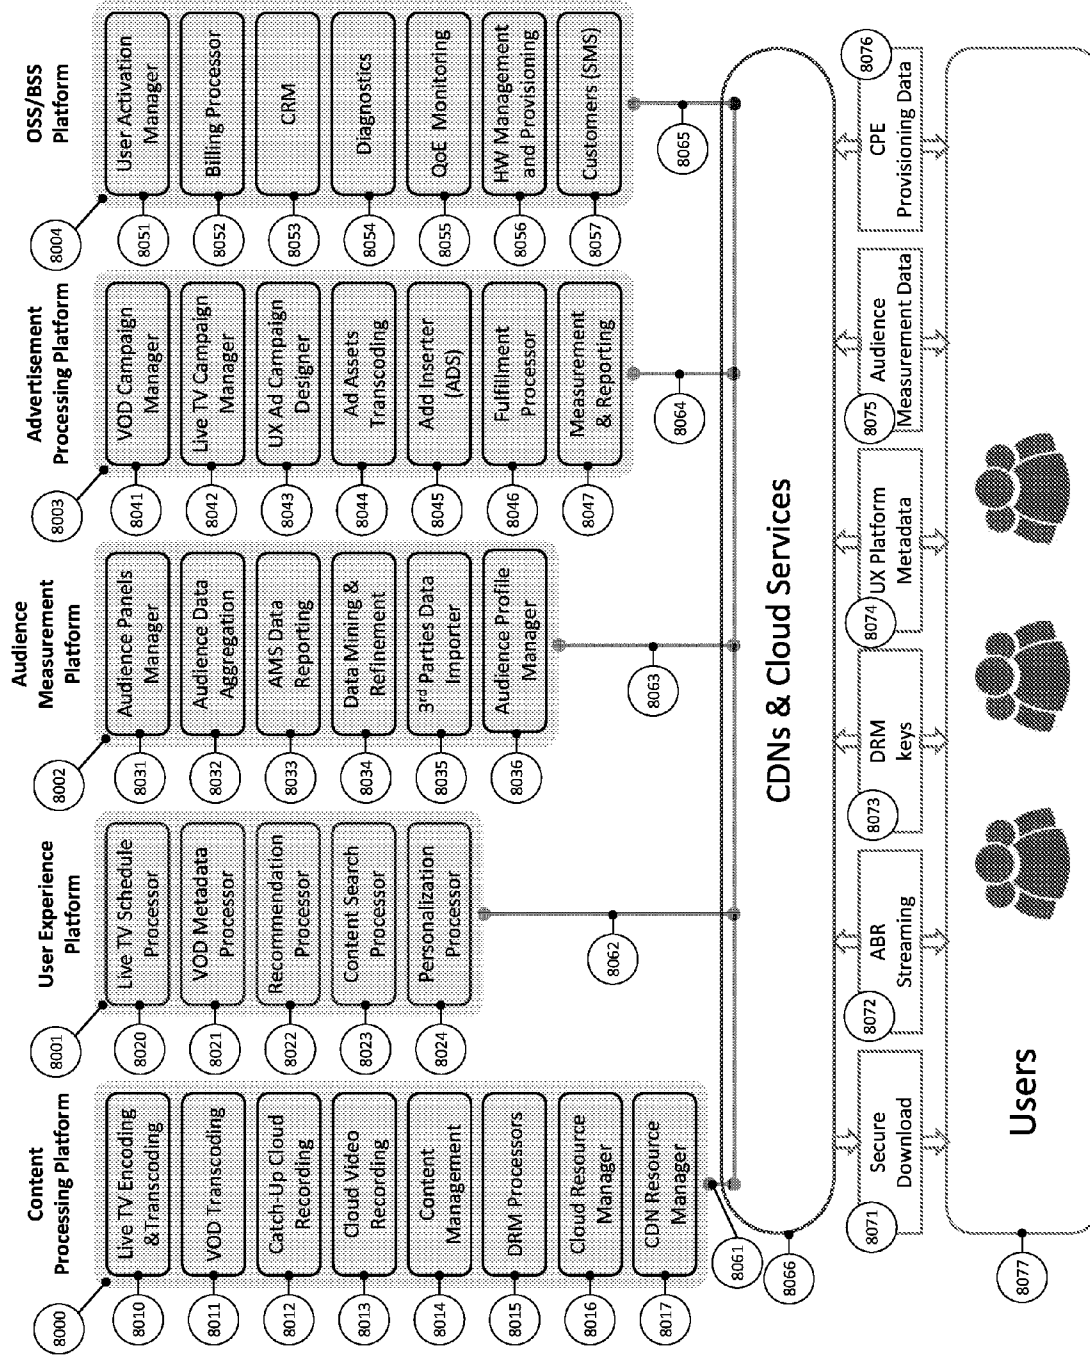 Content
Processing Platform
8000
Live TV Encoding
&Transcoding
8010
VOD Transcoding
8011
Catch-Up Cloud
Recording
8012
Cloud Video
Recording
8013
Content
Management
8014
DRM Processors
8015
Cloud Resource
Manager
8016
CDN Resource
Manager
8017
User Experience
Platform
8001
Live TV Schedule
Processor
8020
VOD Metadata
Processor
8021
Recommendation
Processor
8022
Content Search
Processor
8023
Personalization
Processor
8024
Audience
Measurement
Platform
8002
Audience Panels
Manager
8031
Audience Data
Aggregation
8032
AMS Data
Reporting
8033
Data Mining &
Refinement
8034
3rd Parties Data
Importer
8035
Audience Profile
Manager
8036
Advertisement
Processing Platform
8003
VOD Campaign
Manager
8041
Live TV Campaign
Manager
8042
UX Ad Campaign
Designer
8043
Ad Assets
Transcoding
8044
Add Inserter
(ADS)
8045
Fulfillment
Processor
8046
Measurement
& Reporting
8047
OSS/BSS
Platform
8004
User Activation
Manager
8051
Billing Processor
8052
CRM
8053
Diagnostics
8054
QoE Monitoring
8055
HW Management
and Provisioning
8056
Customers (SMS)
8057
8061
8062
8063
8064
8065
CDNs & Cloud Services
8066
Secure
Download
8071
ABR
Streaming
8072
DRM
keys
8073
UX Platform
Metadata
8074
Audience
Measurement Data
8075
CPE
Provisioning Data
8076
Users
8077